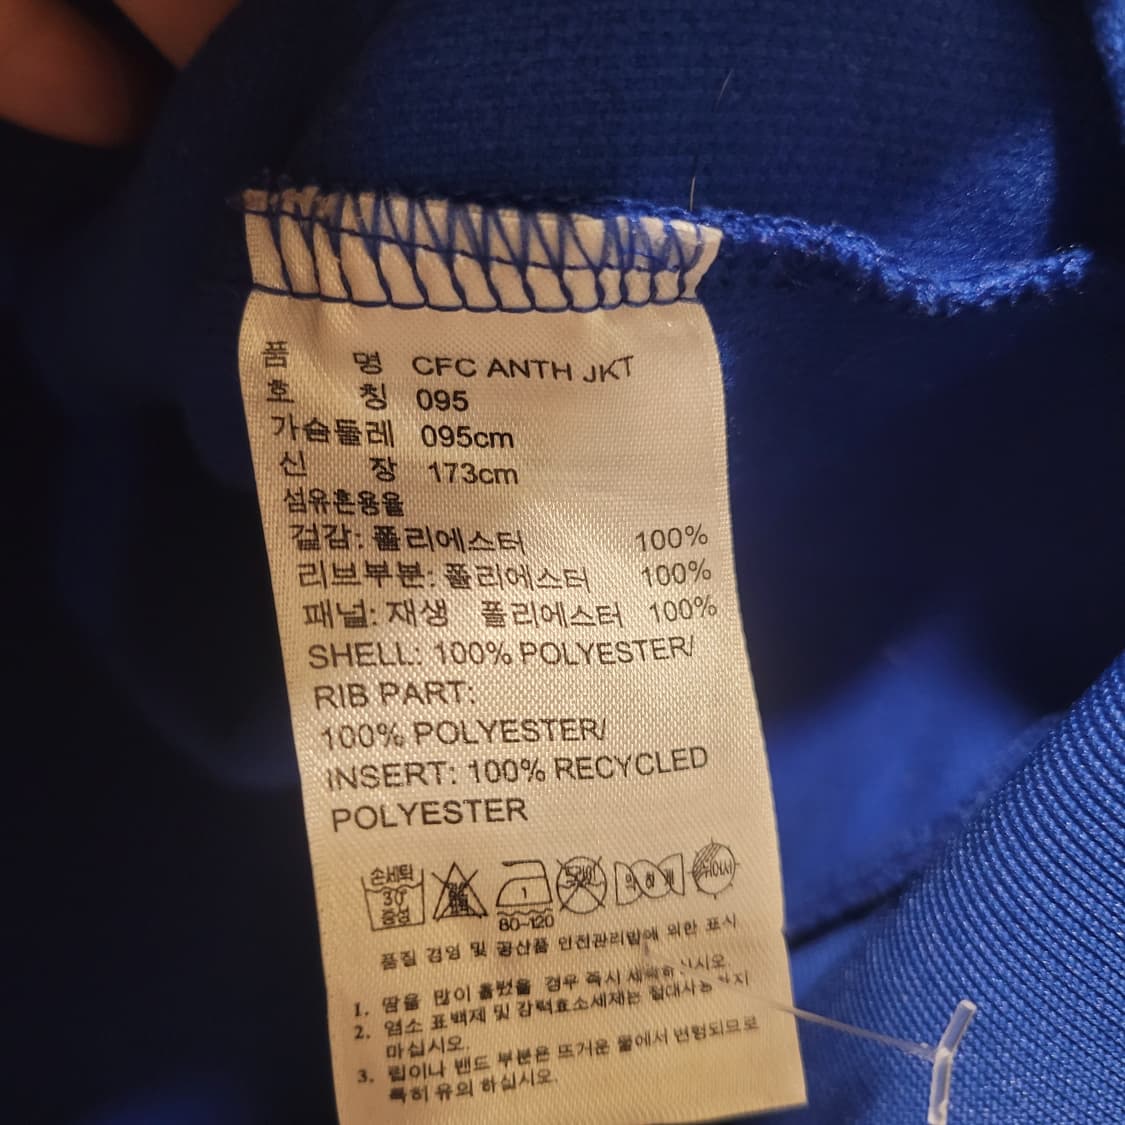 품 명 CFC ANTH JKT
호 칭 095
가슴둘레 095cm
신 장 173cm
섬유혼용율
겉감: 폴리에스터 100%
리브부분: 폴리에스터 100%
패널: 재생 폴리에스터 100%
SHELL: 100% POLYESTER/
RIB PART:
100% POLYESTER/
INSERT: 100% RECYCLED
POLYESTER
손세탁 30° 중성 1 80~120 드라이
품질 경영 및 공산품 안전관리법에 의한 표시
1. 땀을 많이 흘렸을 경우 즉시 세탁하십시오.
2. 염소 표백제 및 강력효소세제는 절대사용하지
마십시오.
3. 립이나 밴드 부분은 뜨거운 물에서 변형되므로
특히 유의 하십시오.